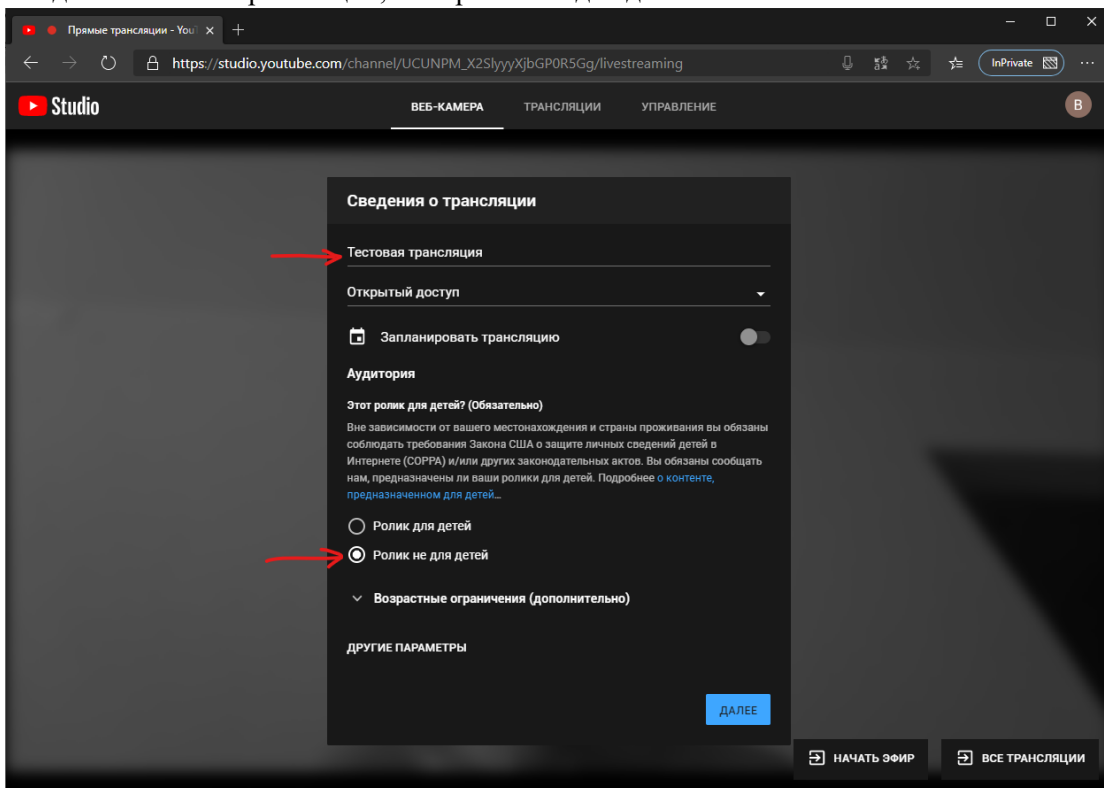 Прямые трансляции - You
https://studio.youtube.com/channel/UCUNPM_X2SlyyyXjbGP0R5Gg/livestreaming
InPrivate
Studio
ВЕБ-КАМЕРА
ТРАНСЛЯЦИИ
УПРАВЛЕНИЕ
B
Сведения о трансляции
Тестовая трансляция
Открытый доступ
Запланировать трансляцию
Аудитория
Этот ролик для детей? (Обязательно)
Вне зависимости от вашего местонахождения и страны проживания вы обязаны
соблюдать требования Закона США о защите личных сведений детей в
Интернете (COPPA) и/или других законодательных актов. Вы обязаны сообщать
нам, предназначены ли ваши ролики для детей. Подробнее о контенте,
предназначенном для детей...
Ролик для детей
Ролик не для детей
Возрастные ограничения (дополнительно)
ДРУГИЕ ПАРАМЕТРЫ
ДАЛЕЕ
НАЧАТЬ ЭФИР
ВСЕ ТРАНСЛЯЦИИ